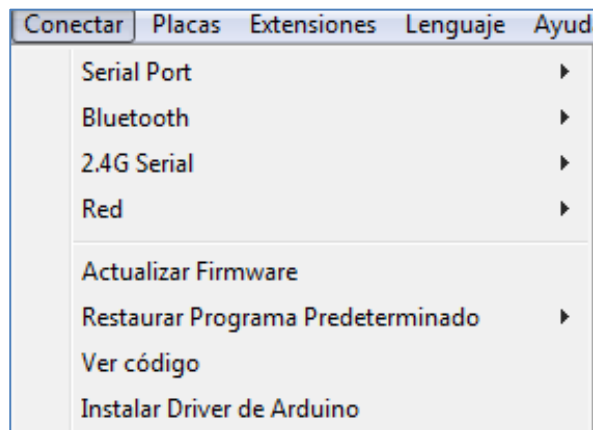 Conectar Placas Extensiones Lenguaje Ayud
Serial Port
Bluetooth
2.4G Serial
Red
Actualizar Firmware
Restaurar Programa Predeterminado
Ver código
Instalar Driver de Arduino